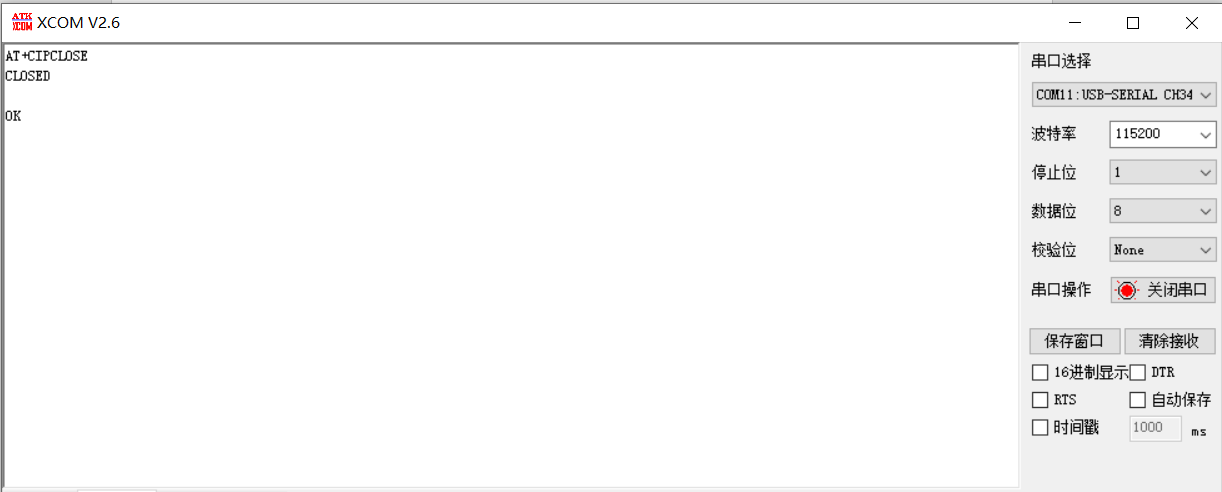 ATK XCOM XCOM V2.6
AT+CIPCLOSE
CLOSED
OK
串口选择
COM11:USB-SERIAL CH34
波特率 115200
停止位 1
数据位 8
校验位 None
串口操作 关闭串口
保存窗口 清除接收
16进制显示 DTR
RTS 自动保存
时间戳 1000 ms